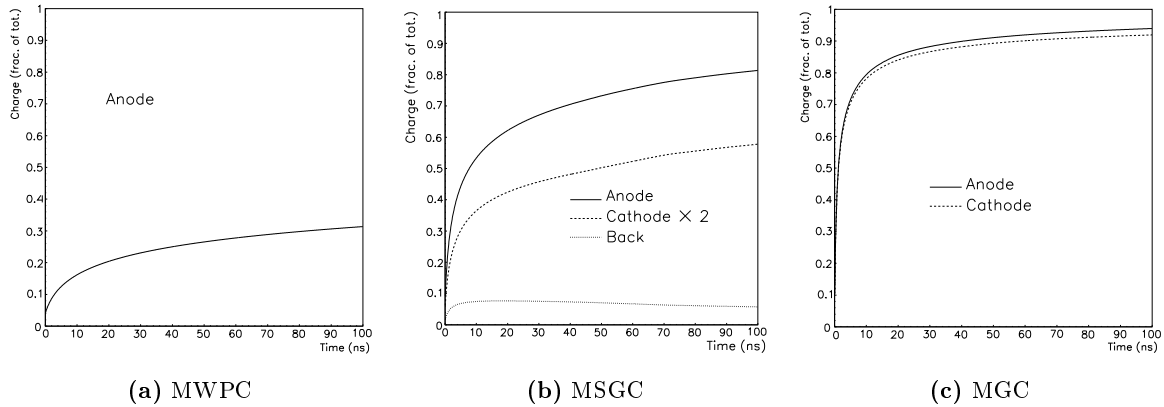 Charge (frac. of tot.)
1
0.9
0.8
0.7
0.6
0.5
0.4
0.3
0.2
0.1
0
Anode
0 10 20 30 40 50 60 70 80 90 100
Time (ns)
(a) MWPC
Charge (frac. of tot.)
1
0.9
0.8
0.7
0.6
0.5
0.4
0.3
0.2
0.1
0
Anode
Cathode × 2
Back
0 10 20 30 40 50 60 70 80 90 100
Time (ns)
(b) MSGC
Charge (frac. of tot.)
1
0.9
0.8
0.7
0.6
0.5
0.4
0.3
0.2
0.1
0
Anode
Cathode
0 10 20 30 40 50 60 70 80 90 100
Time (ns)
(c) MGC